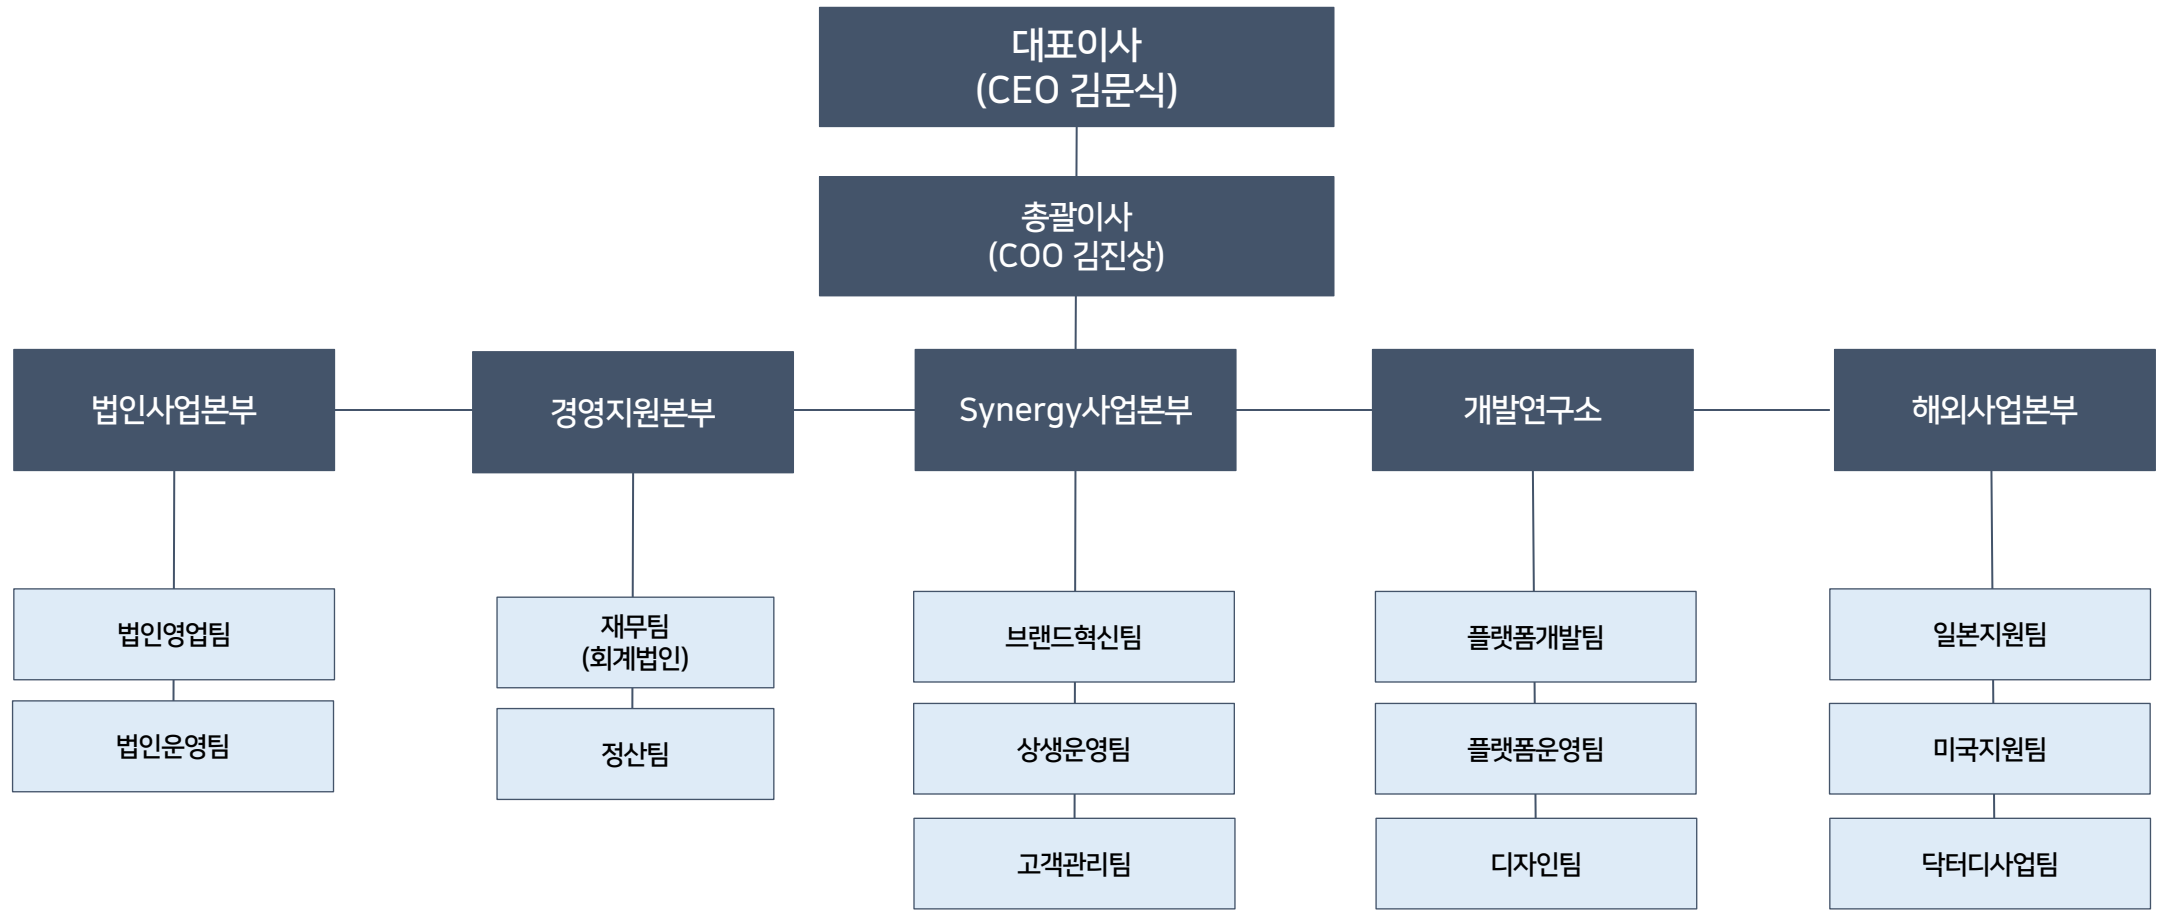 대표이사
(CEO 김문식)
총괄이사
(COO 김진상)
법인사업본부
경영지원본부
Synergy사업본부
개발연구소
해외사업본부
법인영업팀
재무팀
(회계법인)
브랜드혁신팀
플랫폼개발팀
일본지원팀
법인운영팀
정산팀
상생운영팀
플랫폼운영팀
미국지원팀
고객관리팀
디자인팀
닥터디사업팀